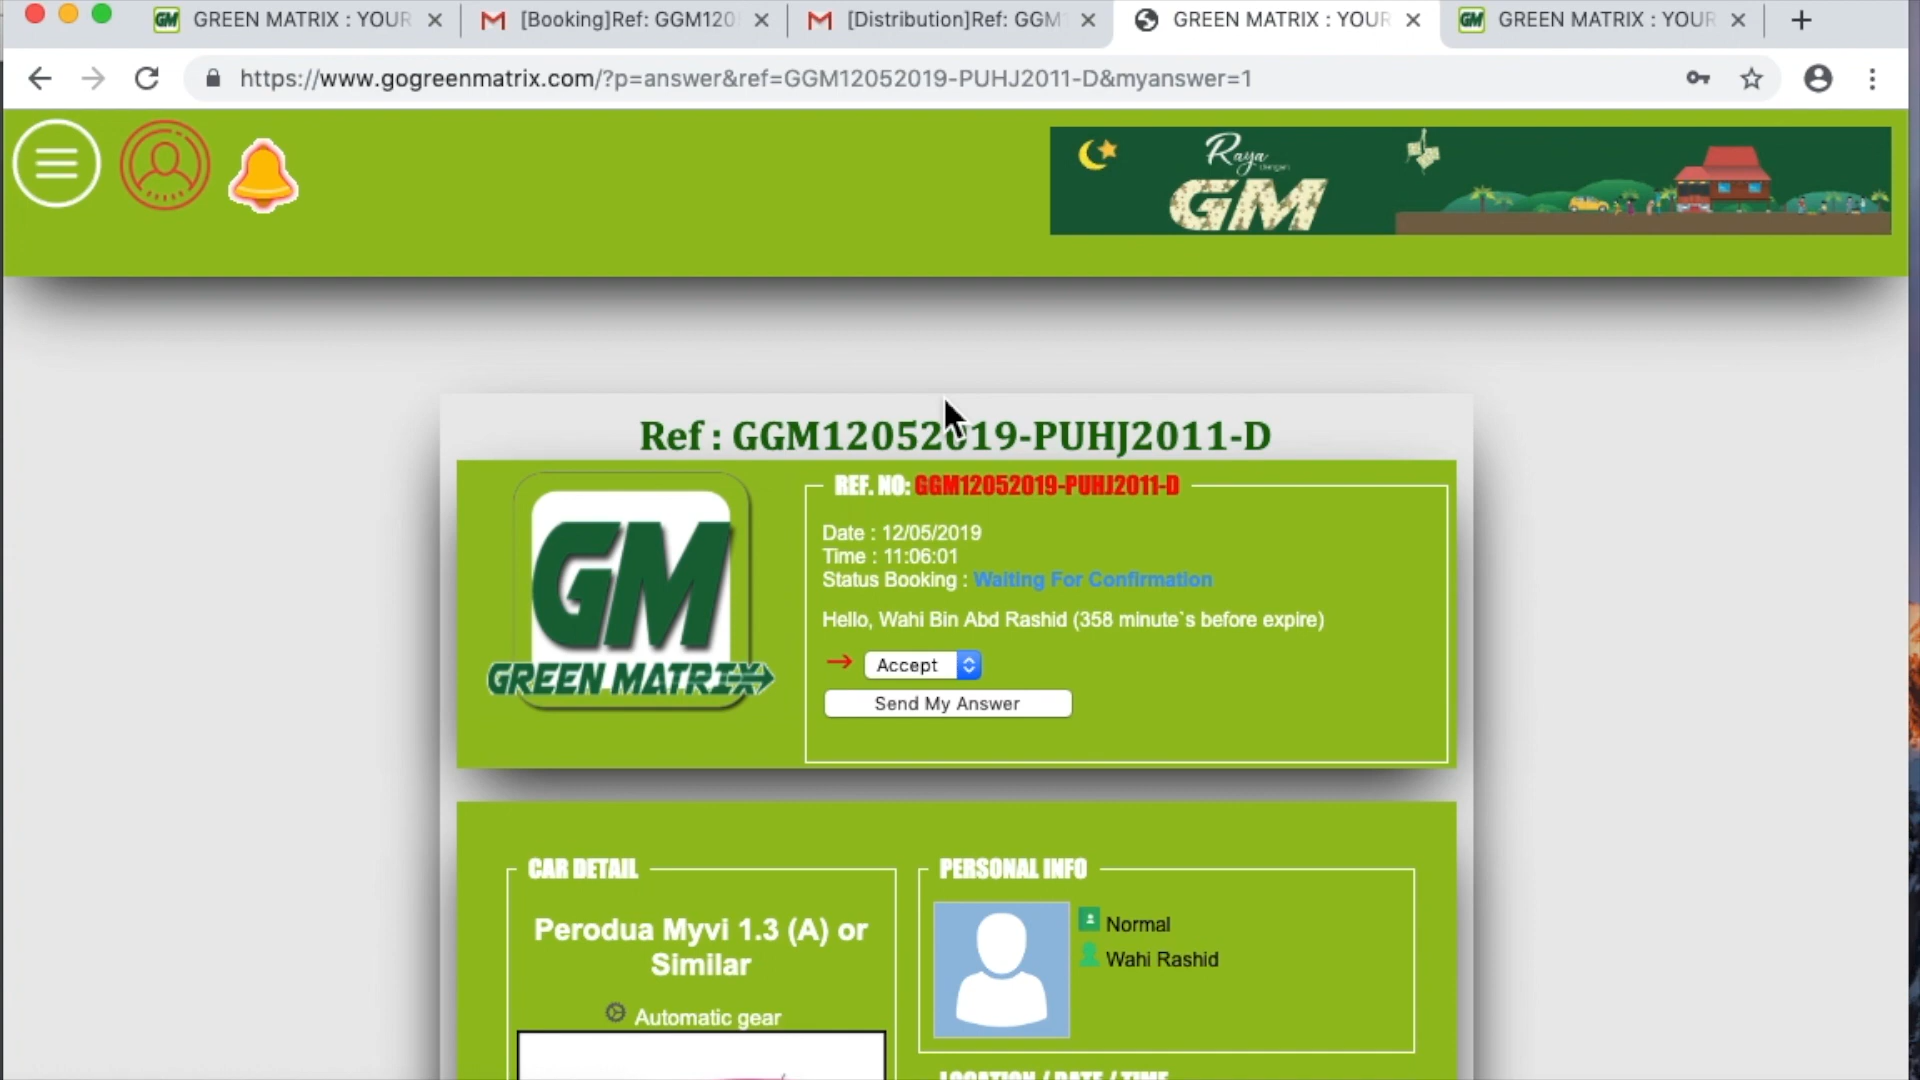 GREEN MATRIX : YOUR
[Booking]Ref: GGM120
[Distribution]Ref: GGM
GREEN MATRIX : YOUR
GREEN MATRIX : YOUR
https://www.gogreenmatrix.com/?p=answer&ref=GGM12052019-PUHJ2011-D&myanswer=1
Raya
dengan
GM
Ref : GGM12052019-PUHJ2011-D
GM
GREEN MATRIX
REF. NO: GGM12052019-PUHJ2011-D
Date : 12/05/2019
Time : 11:06:01
Status Booking : Waiting For Confirmation
Hello, Wahi Bin Abd Rashid (358 minute`s before expire)
Accept
Send My Answer
CAR DETAIL
Perodua Myvi 1.3 (A) or
Similar
Automatic gear
PERSONAL INFO
Normal
Wahi Rashid
LOCATION / DATE / TIME